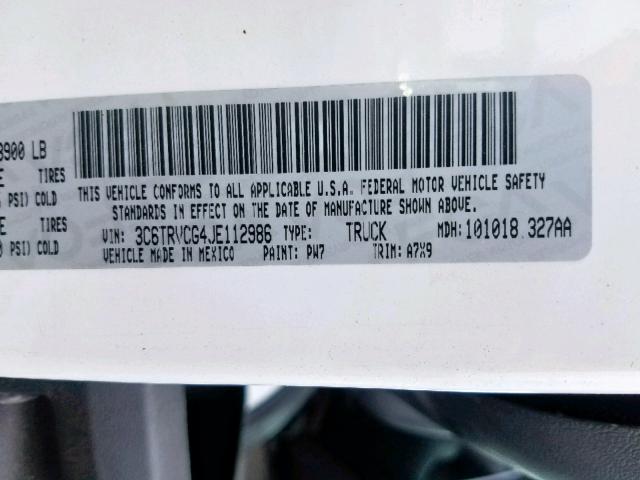 3900 LB
E TIRES
PSI) COLD
E TIRES
PSI) COLD
THIS VEHICLE CONFORMS TO ALL APPLICABLE U.S.A. FEDERAL MOTOR VEHICLE SAFETY
STANDARDS IN EFFECT ON THE DATE OF MANUFACTURE SHOWN ABOVE.
VIN: 3C6TRVCG4JE112986 TYPE: TRUCK MDH: 101018 327AA
VEHICLE MADE IN MEXICO PAINT: PW7 TRIM: A7X9